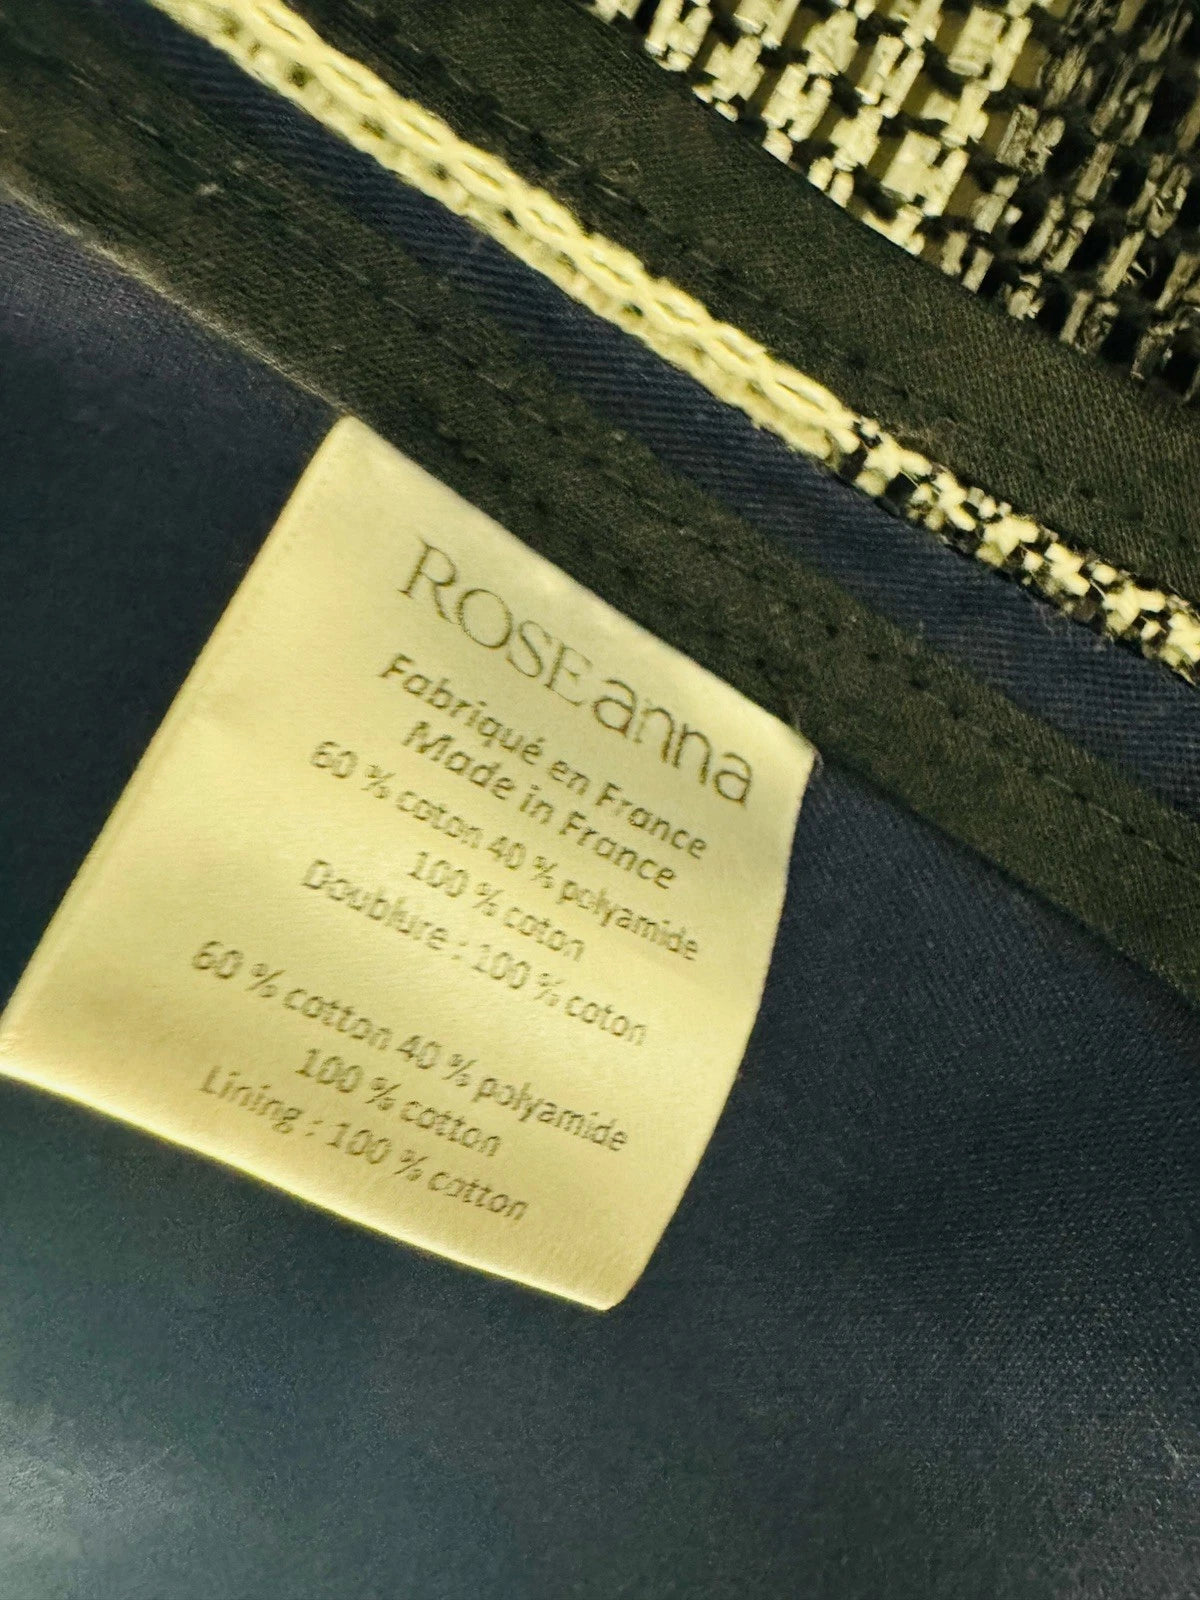 ROSEanna
Fabriqué en France
Made in France
60 % coton 40 % polyamide
100 % coton
Doublure : 100 % coton
60 % cotton 40 % polyamide
100 % cotton
Lining : 100 % cotton